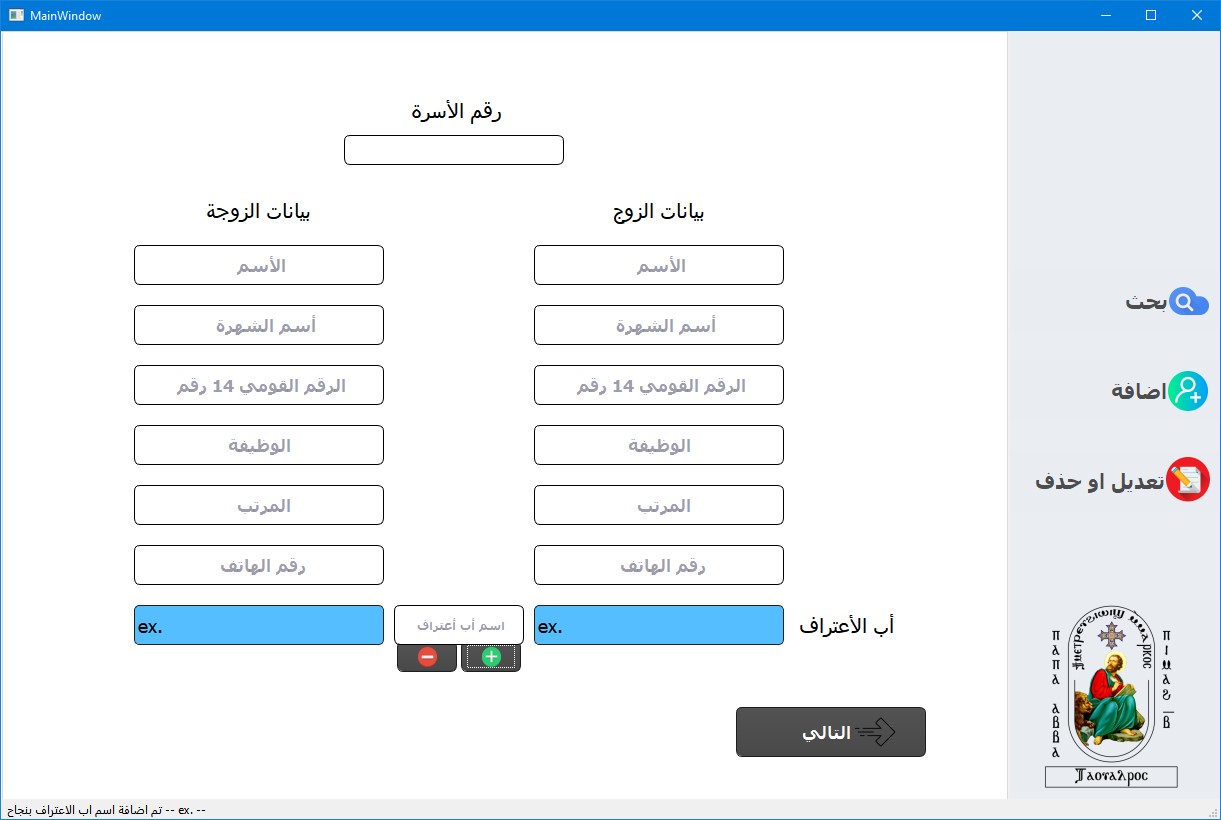 MainWindow
رقم الأسرة
بيانات الزوج
بيانات الزوجة
الأسم
الأسم
أسم الشهرة
أسم الشهرة
الرقم القومي 14 رقم
الرقم القومي 14 رقم
الوظيفة
الوظيفة
المرتب
المرتب
رقم الهاتف
رقم الهاتف
أب الأعتراف
ex.
اسم أب أعتراف
ex.
التالي
بحث
اضافة
تعديل او حذف
تم اضافة اسم اب الاعتراف بنجاح -- ex. --